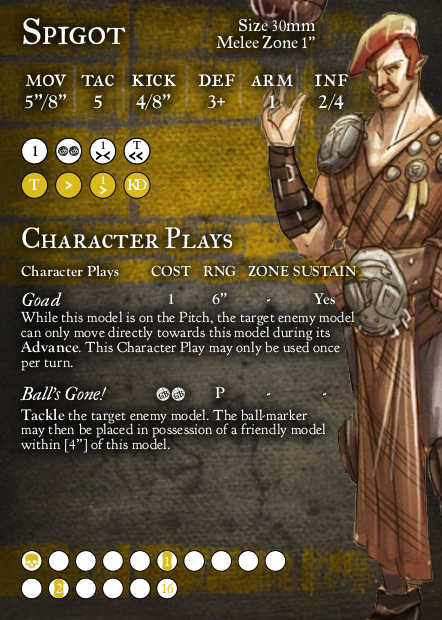 Spigot
Size 30mm
Melee Zone 1"
MOV TAC KICK DEF ARM INF
5"/8" 5 4/8" 3+ 1 2/4
1 1 >< T <<
T > 1 > KD
Character Plays
Character Plays COST RNG ZONE SUSTAIN
Goad 1 6" - Yes
While this model is on the Pitch, the target enemy model
can only move directly towards this model during its
Advance. This Character Play may only be used once
per turn.
Ball's Gone! P - -
Tackle the target enemy model. The ball-marker
may then be placed in possession of a friendly model
within [4"] of this model.
1
2 16